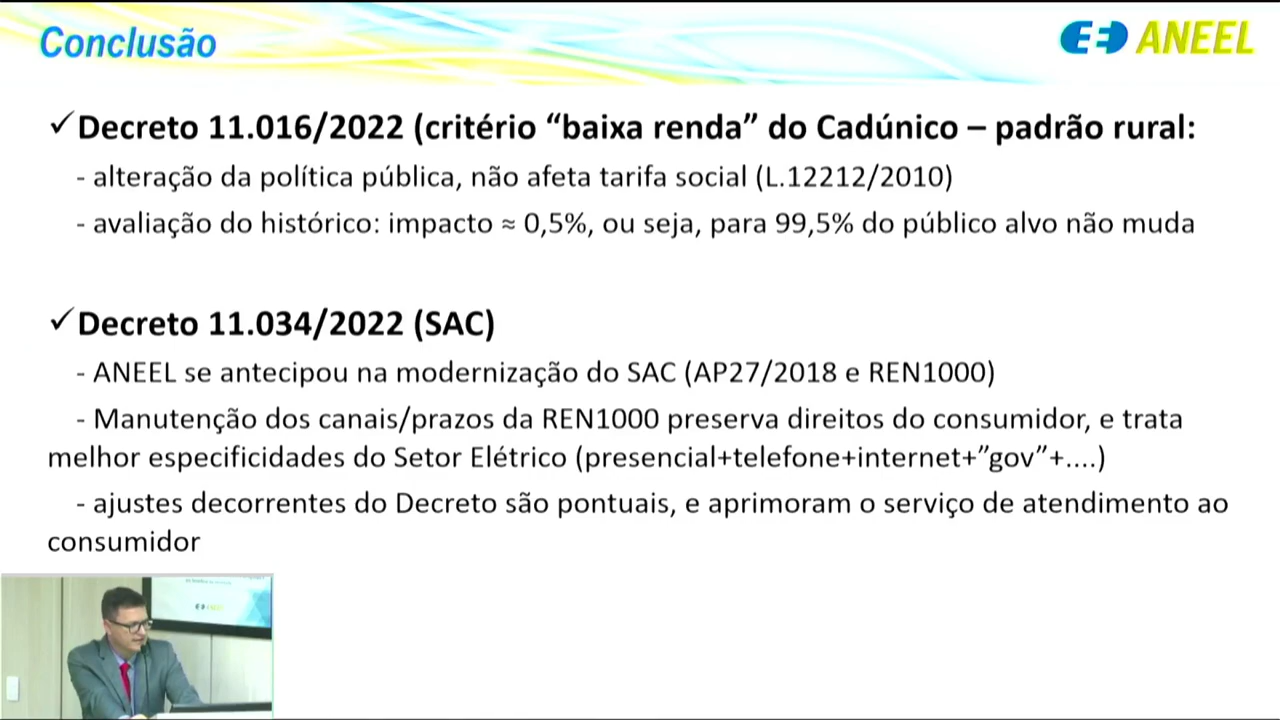 Conclusão
ANEEL
✓Decreto 11.016/2022 (critério “baixa renda” do Cadúnico – padrão rural:
- alteração da política pública, não afeta tarifa social (L.12212/2010)
- avaliação do histórico: impacto ≈ 0,5%, ou seja, para 99,5% do público alvo não muda
✓Decreto 11.034/2022 (SAC)
- ANEEL se antecipou na modernização do SAC (AP27/2018 e REN1000)
- Manutenção dos canais/prazos da REN1000 preserva direitos do consumidor, e trata
melhor especificidades do Setor Elétrico (presencial+telefone+internet+”gov”+....)
- ajustes decorrentes do Decreto são pontuais, e aprimoram o serviço de atendimento ao
consumidor
ANEEL